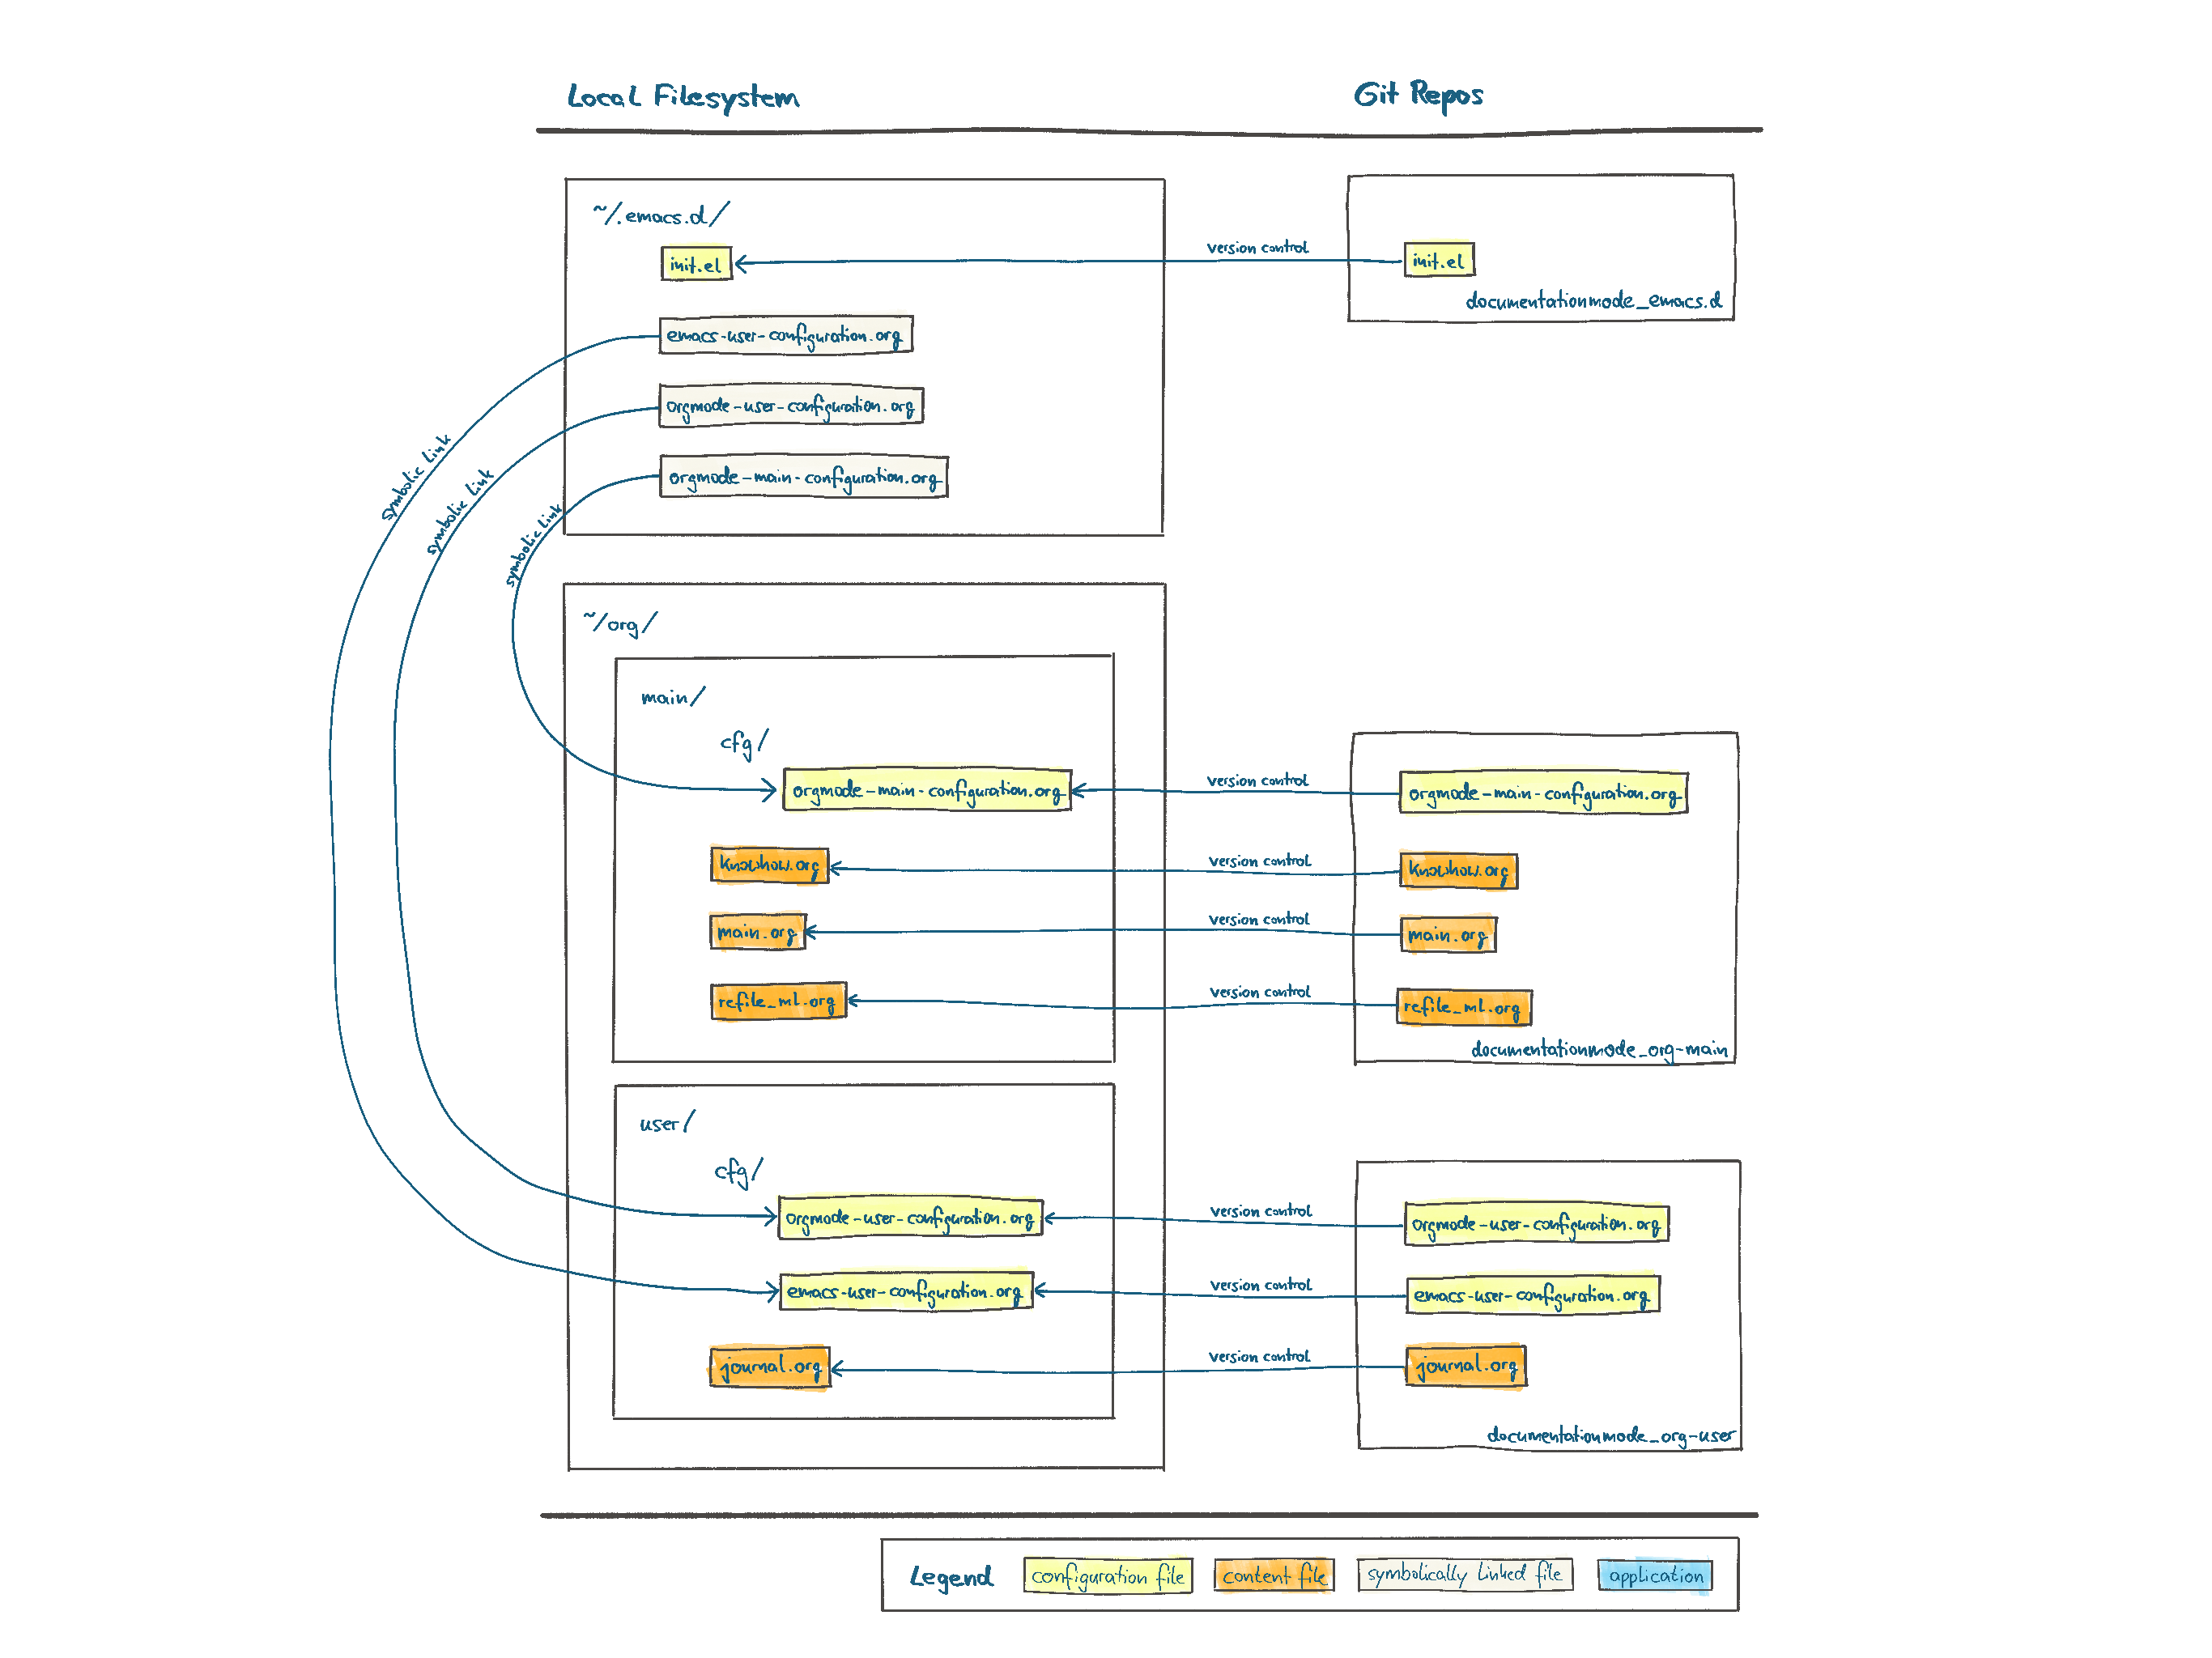 Local Filesystem
Git Repos
~/.emacs.d/
init.el
version control
init.el
documentationmode_emacs.d
emacs-user-configuration.org
orgmode-user-configuration.org
orgmode-main-configuration.org
symbolic link
symbolic link
symbolic link
~/org/
main/
cfg/
orgmode-main-configuration.org
version control
orgmode-main-configuration.org
knowhow.org
version control
knowhow.org
main.org
version control
main.org
refile_ml.org
version control
refile_ml.org
documentationmode_org-main
user/
cfg/
orgmode-user-configuration.org
version control
orgmode-user-configuration.org
emacs-user-configuration.org
version control
emacs-user-configuration.org
journal.org
version control
journal.org
documentationmode_org-user
Legend
configuration file
content file
symbolically linked file
application